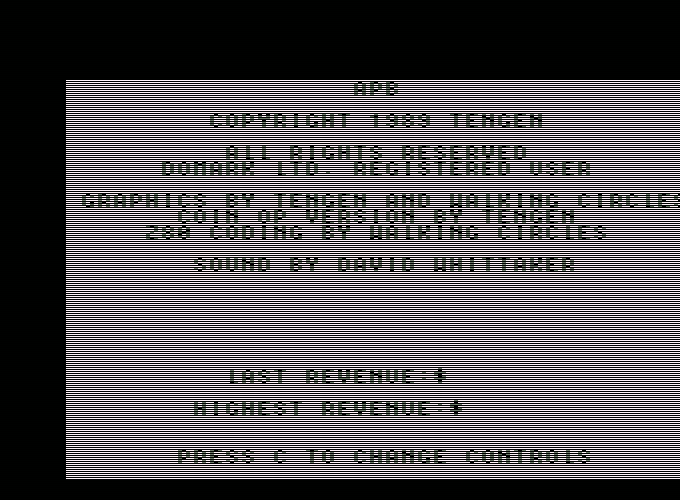 APB
COPYRIGHT 1989 TENGEN
ALL RIGHTS RESERVED
DOMARK LTD. REGISTERED USER
GRAPHICS BY TENGEN AND WALKING CIRCLES
COIN OP VERSION BY TENGEN
Z80 CODING BY WALKING CIRCLES
SOUND BY DAVID WHITTAKER
LAST REVENUE:$
HIGHEST REVENUE:$
PRESS C TO CHANGE CONTROLS